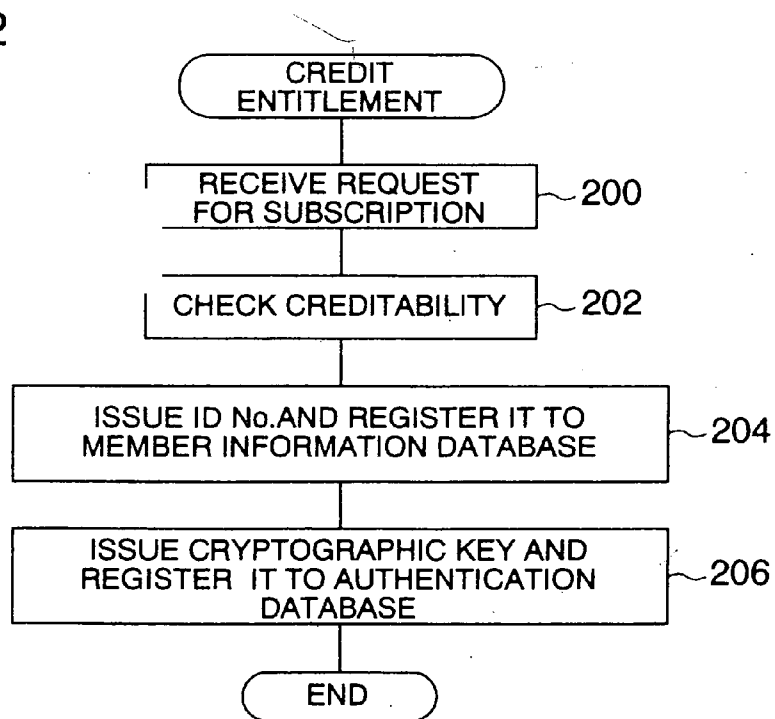 2
CREDIT
ENTITLEMENT
RECEIVE REQUEST
FOR SUBSCRIPTION
200
CHECK CREDITABILITY
202
ISSUE ID No.AND REGISTER IT TO
MEMBER INFORMATION DATABASE
204
ISSUE CRYPTOGRAPHIC KEY AND
REGISTER IT TO AUTHENTICATION
DATABASE
206
END